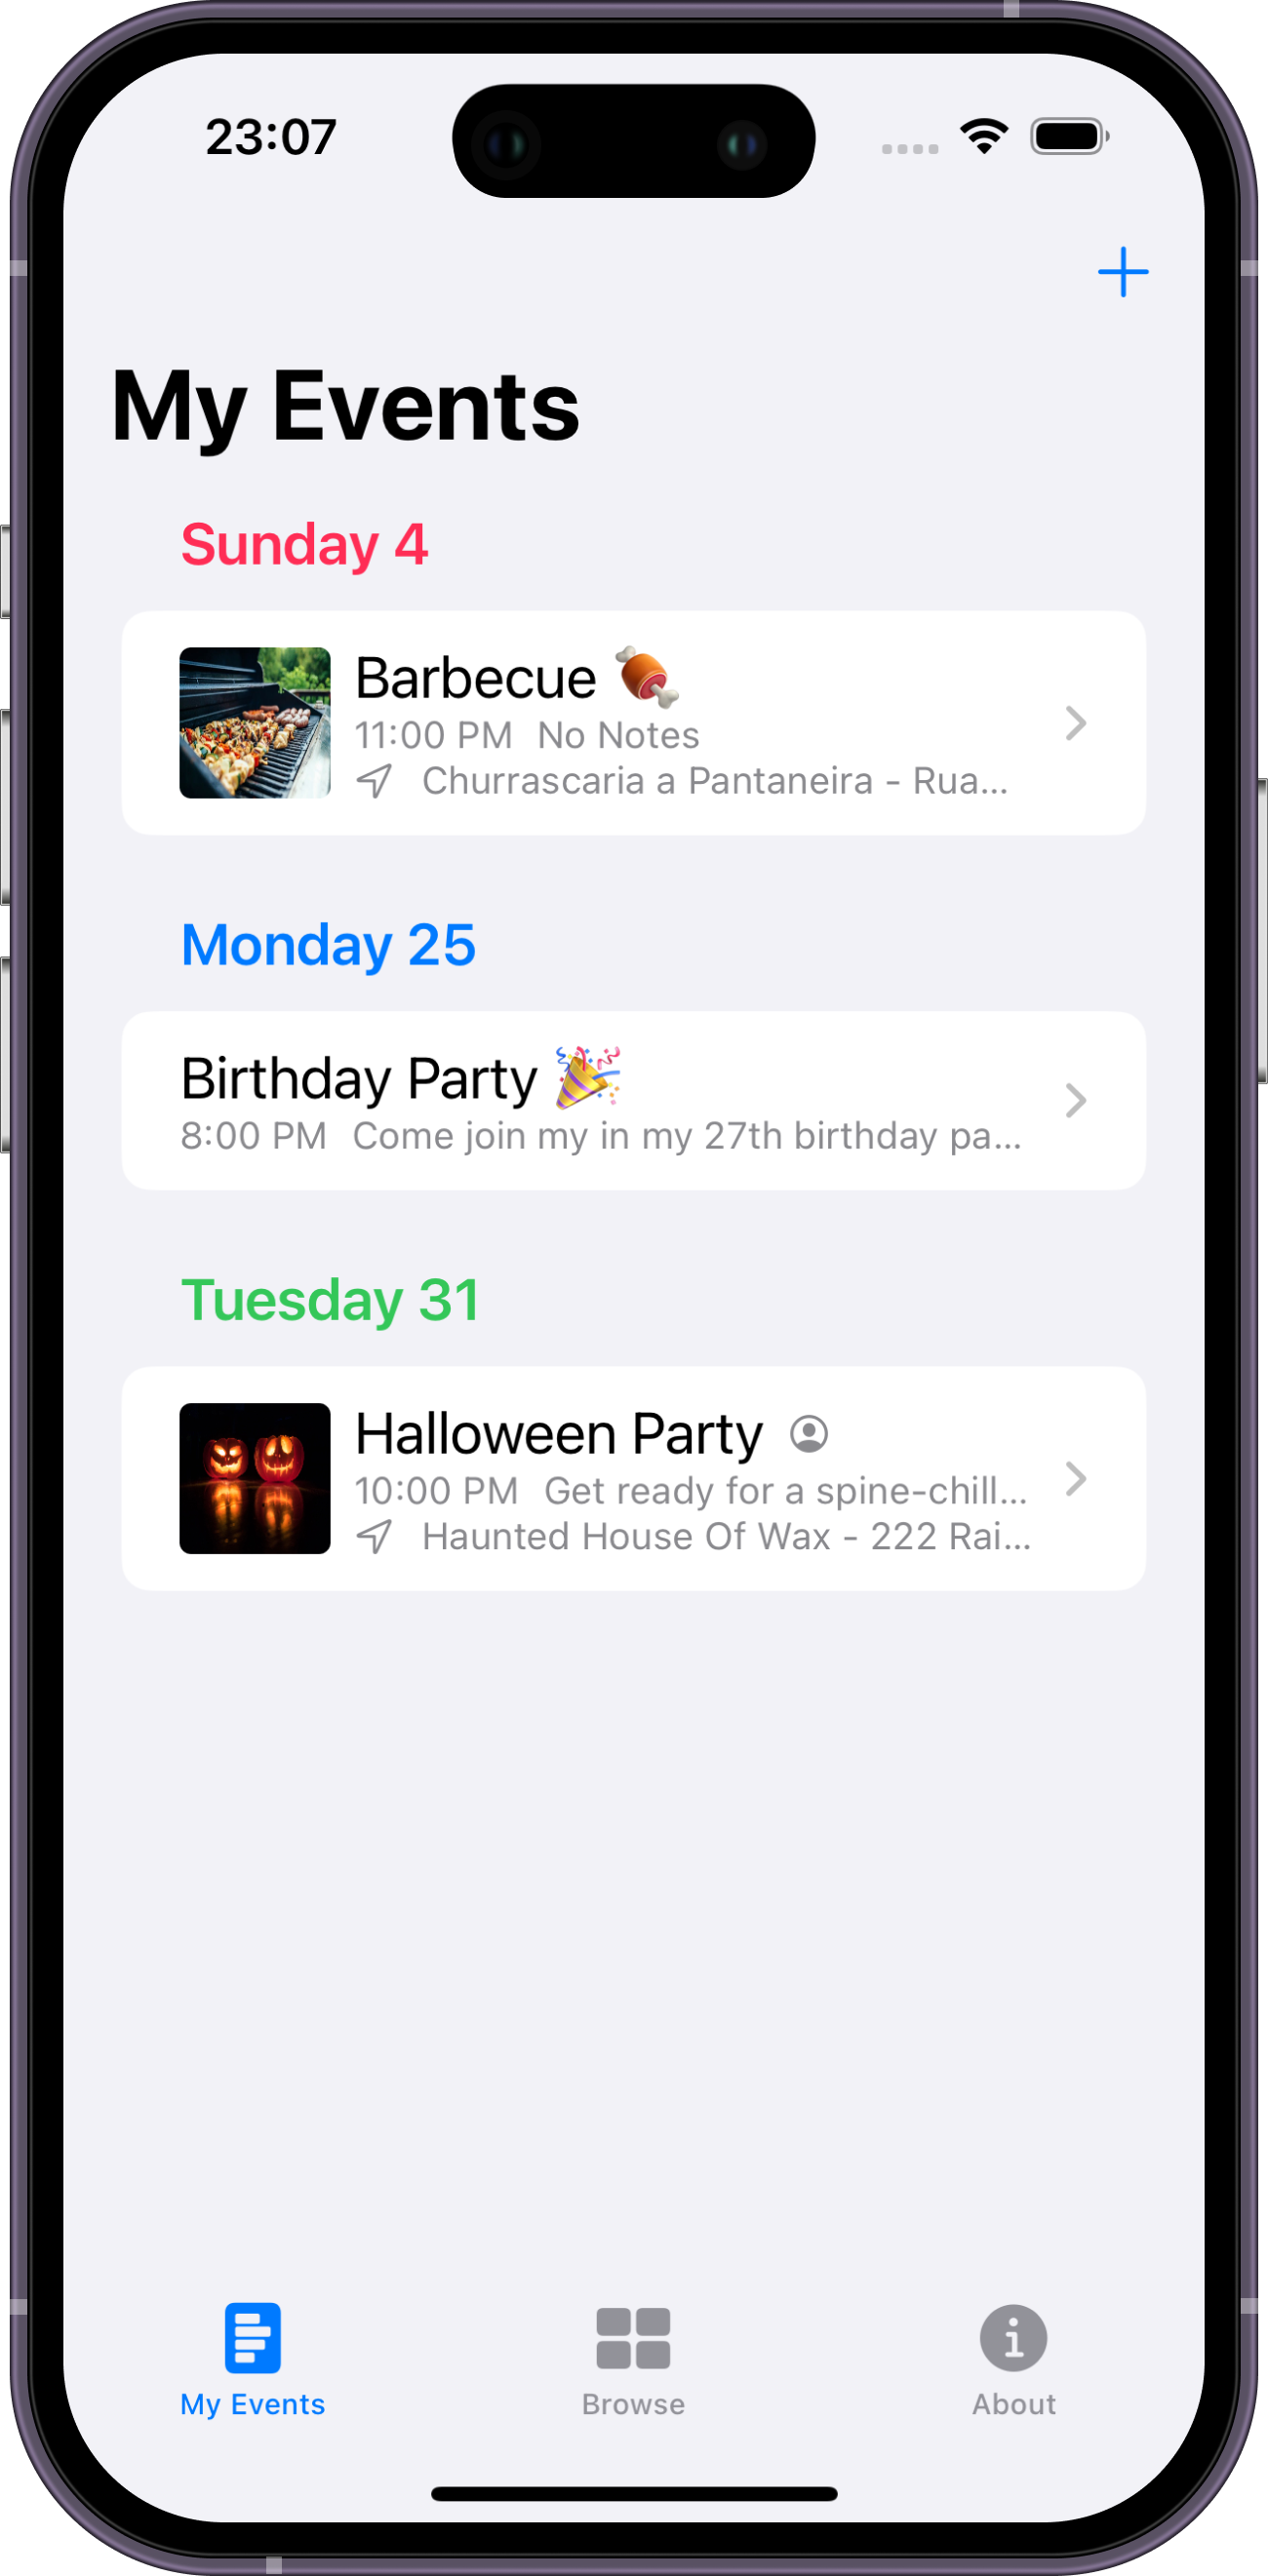 23:07
My Events
Sunday 4
Barbecue 🍖
11:00 PM No Notes
Churrascaria a Pantaneira - Rua...
Monday 25
Birthday Party 🎉
8:00 PM Come join my in my 27th birthday pa...
Tuesday 31
Halloween Party
10:00 PM Get ready for a spine-chill...
Haunted House Of Wax - 222 Rai...
My Events
Browse
About